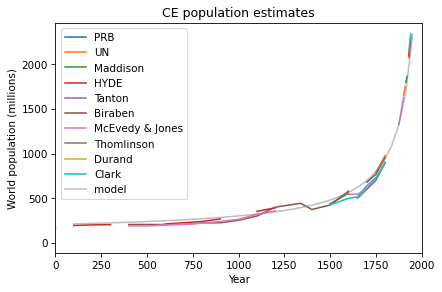 CE population estimates
World population (millions)
2000
1500
1000
500
0
PRB
UN
Maddison
HYDE
Tanton
Biraben
McEvedy & Jones
Thomlinson
Durand
Clark
model
0 250 500 750 1000 1250 1500 1750 2000
Year